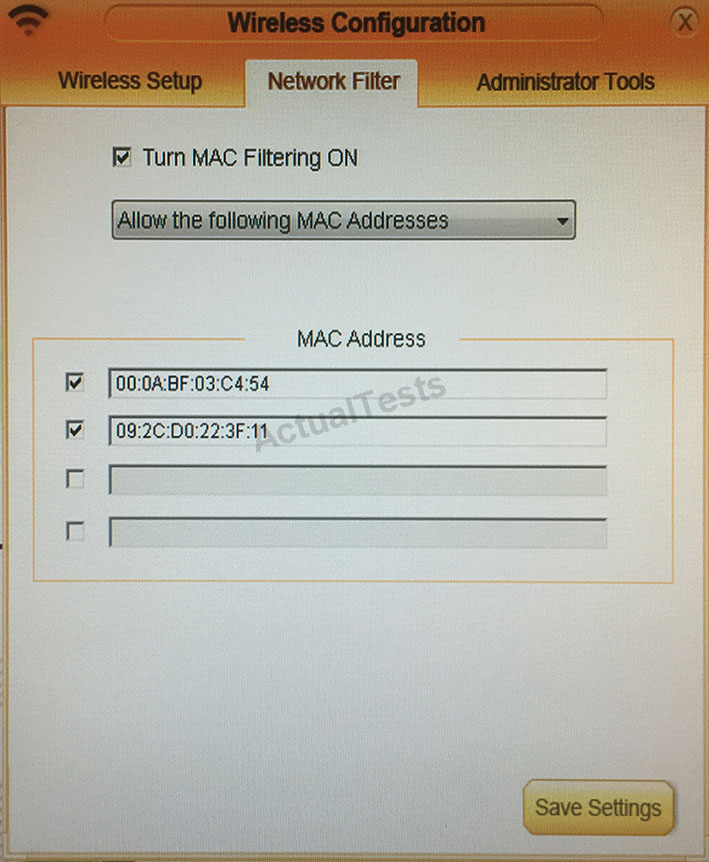 Wireless Configuration
X
Wireless Setup
Network Filter
Administrator Tools
Turn MAC Filtering ON
Allow the following MAC Addresses
MAC Address
00:0A:BF:03:C4:54
09:2C:D0:22:3F:11
ActualTests
Save Settings